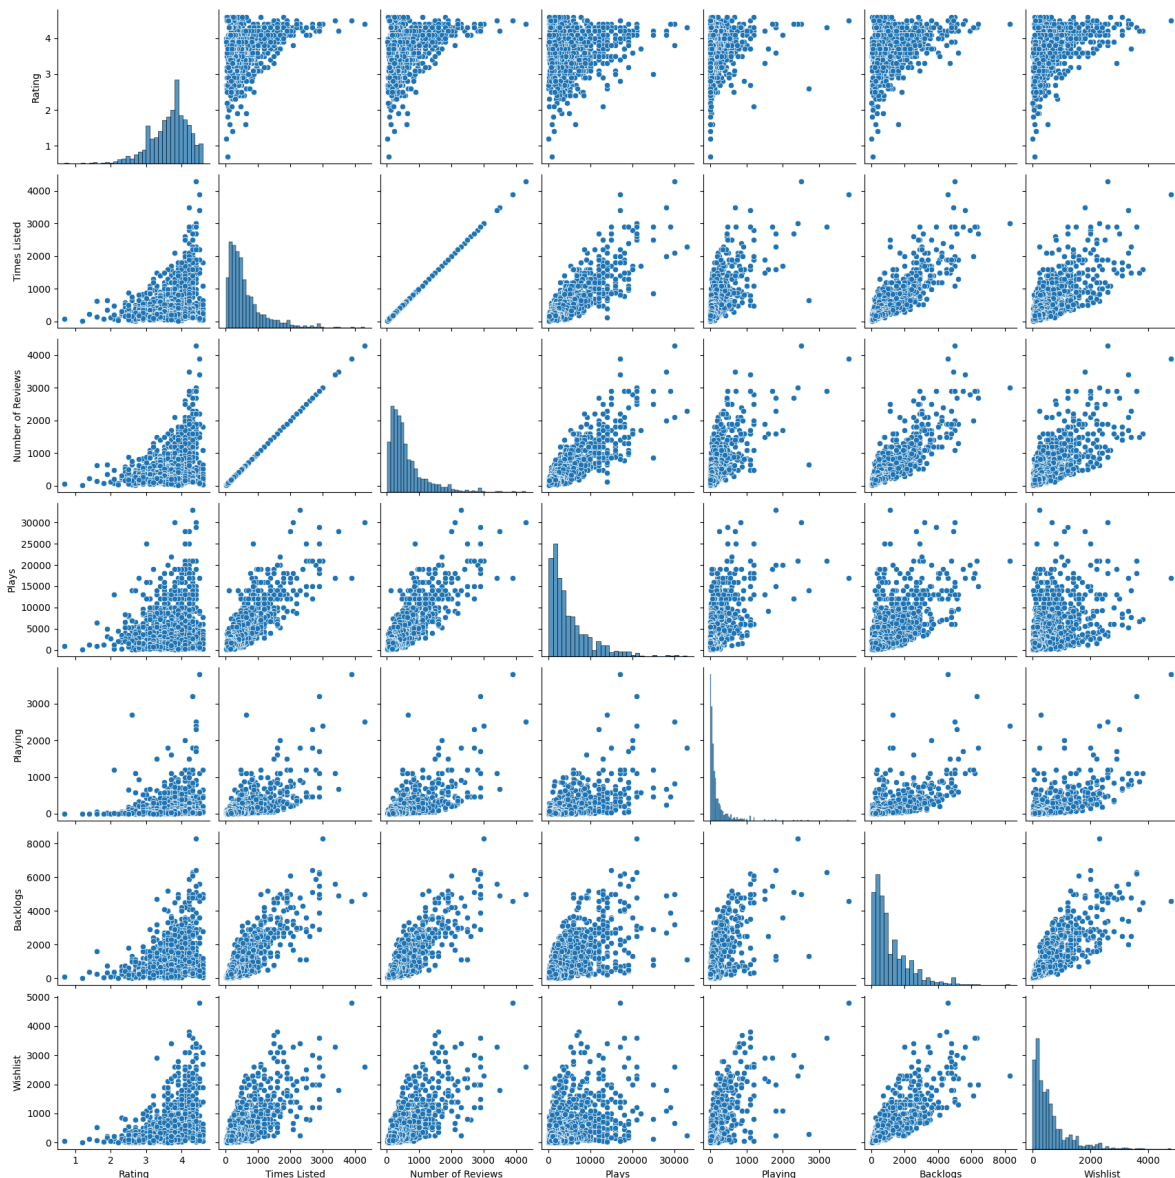 Rating
4
3
2
1
Times Listed
4000
3000
2000
1000
0
Number of Reviews
4000
3000
2000
1000
0
Plays
30000
25000
20000
15000
10000
5000
0
Playing
3000
2000
1000
0
Backlogs
8000
6000
4000
2000
0
Wishlist
5000
4000
3000
2000
1000
0
1 2 3 4
0 1000 2000 3000 4000
0 1000 2000 3000 4000
0 10000 20000 30000
0 1000 2000 3000
0 2000 4000 6000 8000
0 2000 4000
Rating Times Listed Number of Reviews Plays Playing Backlogs Wishlist